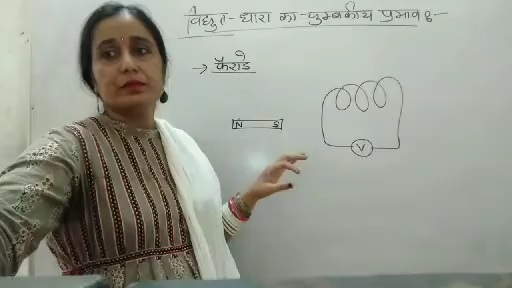 विद्युत - धारा का चुम्बकीय प्रभाव :-
→ फैराडे
N S
V